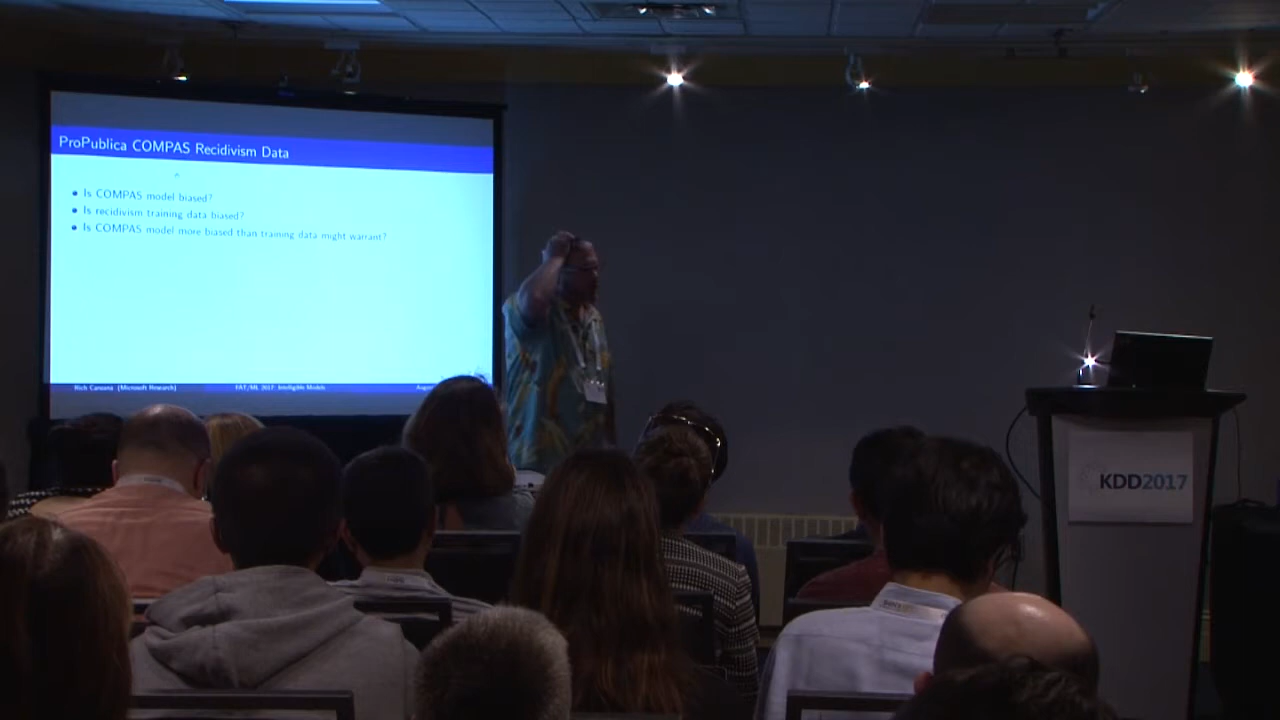 ProPublica COMPAS Recidivism Data
Is COMPAS model biased?
Is recidivism training data biased?
Is COMPAS model more biased than training data might warrant?
Rich Caruana (Microsoft Research)
FAT/ML 2017: Intelligible Models
August
KDD2017